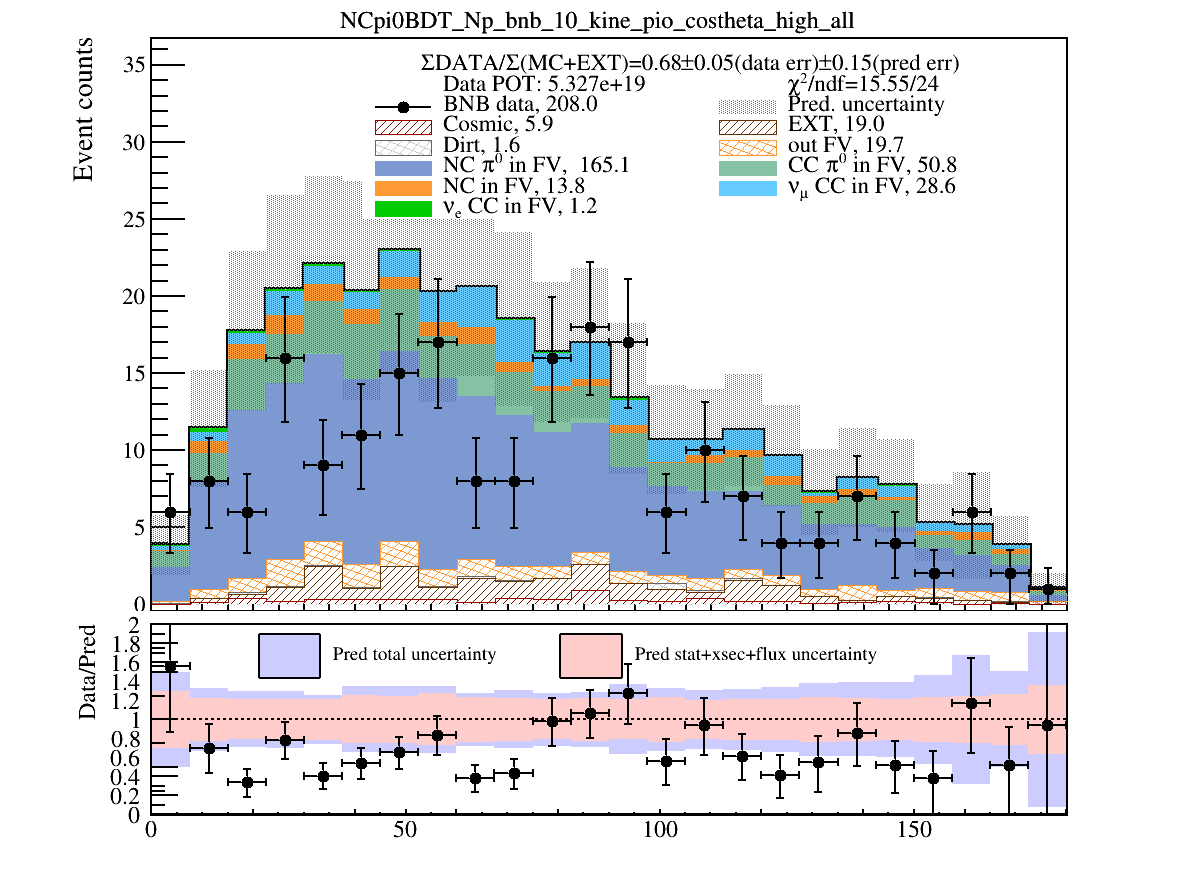 NCpi0BDT_Np_bnb_10_kine_pio_costheta_high_all
ΣDATA/Σ(MC+EXT)=0.68±0.05(data err)±0.15(pred err)
Data POT: 5.327e+19
χ²/ndf=15.55/24
BNB data, 208.0
Pred. uncertainty
Cosmic, 5.9
EXT, 19.0
Dirt, 1.6
out FV, 19.7
NC π⁰ in FV, 165.1
CC π⁰ in FV, 50.8
NC in FV, 13.8
νμ CC in FV, 28.6
νe CC in FV, 1.2
Event counts
35
30
25
20
15
10
5
0
Pred total uncertainty
Pred stat+xsec+flux uncertainty
Data/Pred
2
1.8
1.6
1.4
1.2
1
0.8
0.6
0.4
0.2
0
0 50 100 150